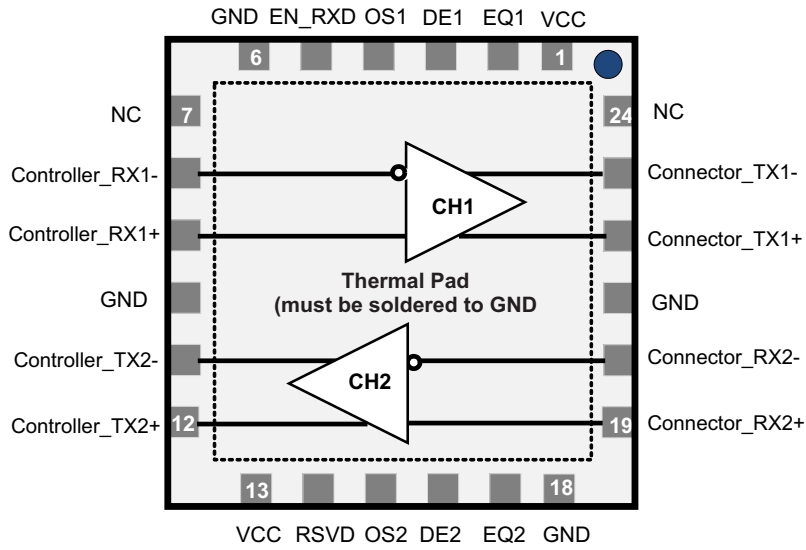 GND EN_RXD OS1 DE1 EQ1 VCC
6 1
NC 7 24 NC
Controller_RX1- Connector_TX1-
CH1
Controller_RX1+ Connector_TX1+
Thermal Pad
GND (must be soldered to GND GND
Controller_TX2- Connector_RX2-
CH2
Controller_TX2+ 12 19 Connector_RX2+
13 18
VCC RSVD OS2 DE2 EQ2 GND